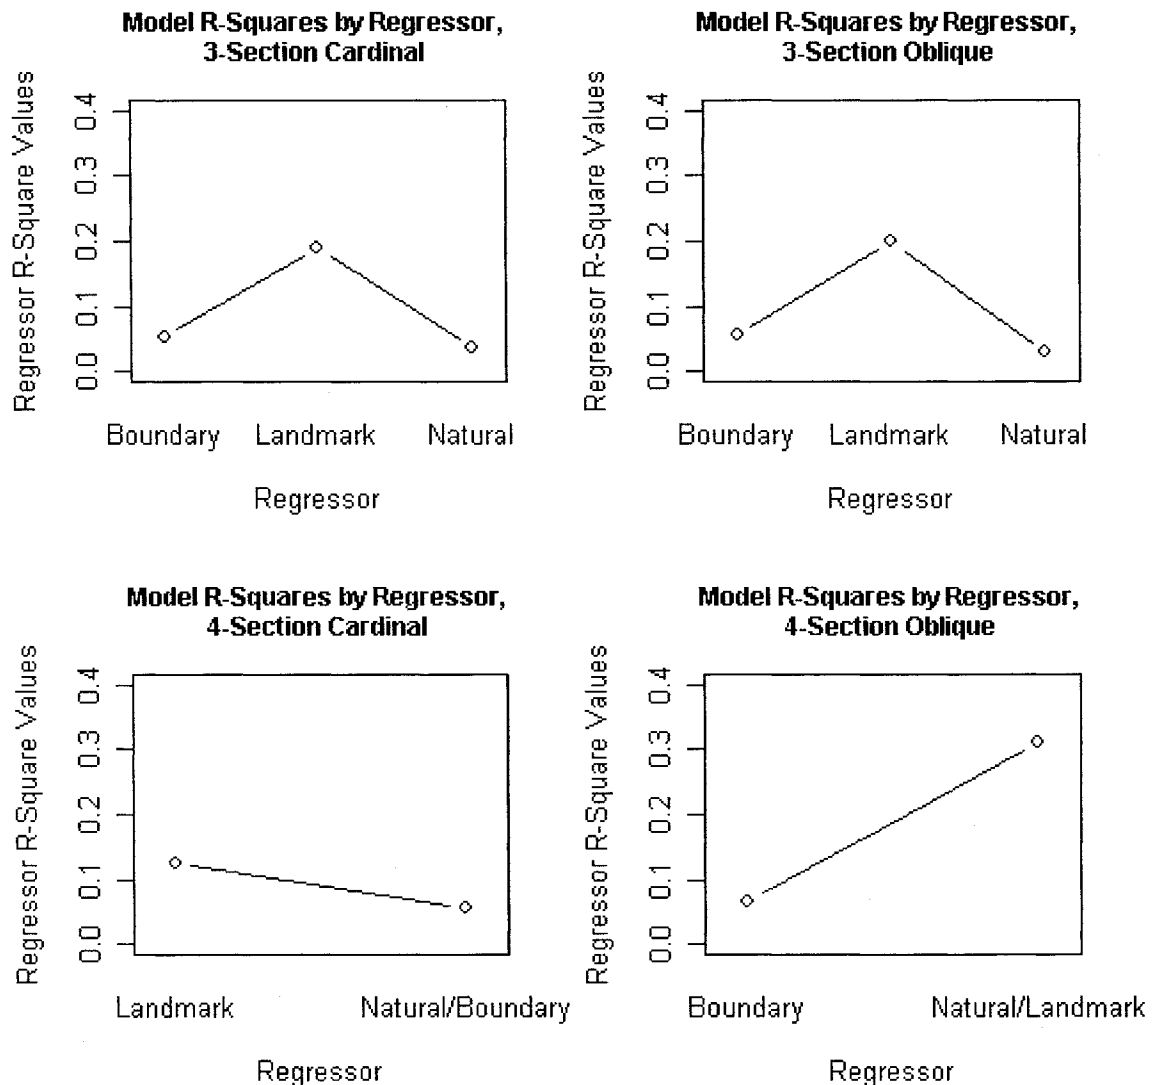 Model R-Squares by Regressor,
3-Section Cardinal
Regressor R-Square Values
0.4
0.3
0.2
0.1
0.0
Boundary Landmark Natural
Regressor
Model R-Squares by Regressor,
3-Section Oblique
Regressor R-Square Values
0.4
0.3
0.2
0.1
0.0
Boundary Landmark Natural
Regressor
Model R-Squares by Regressor,
4-Section Cardinal
Regressor R-Square Values
0.4
0.3
0.2
0.1
0.0
Landmark Natural/Boundary
Regressor
Model R-Squares by Regressor,
4-Section Oblique
Regressor R-Square Values
0.4
0.3
0.2
0.1
0.0
Boundary Natural/Landmark
Regressor